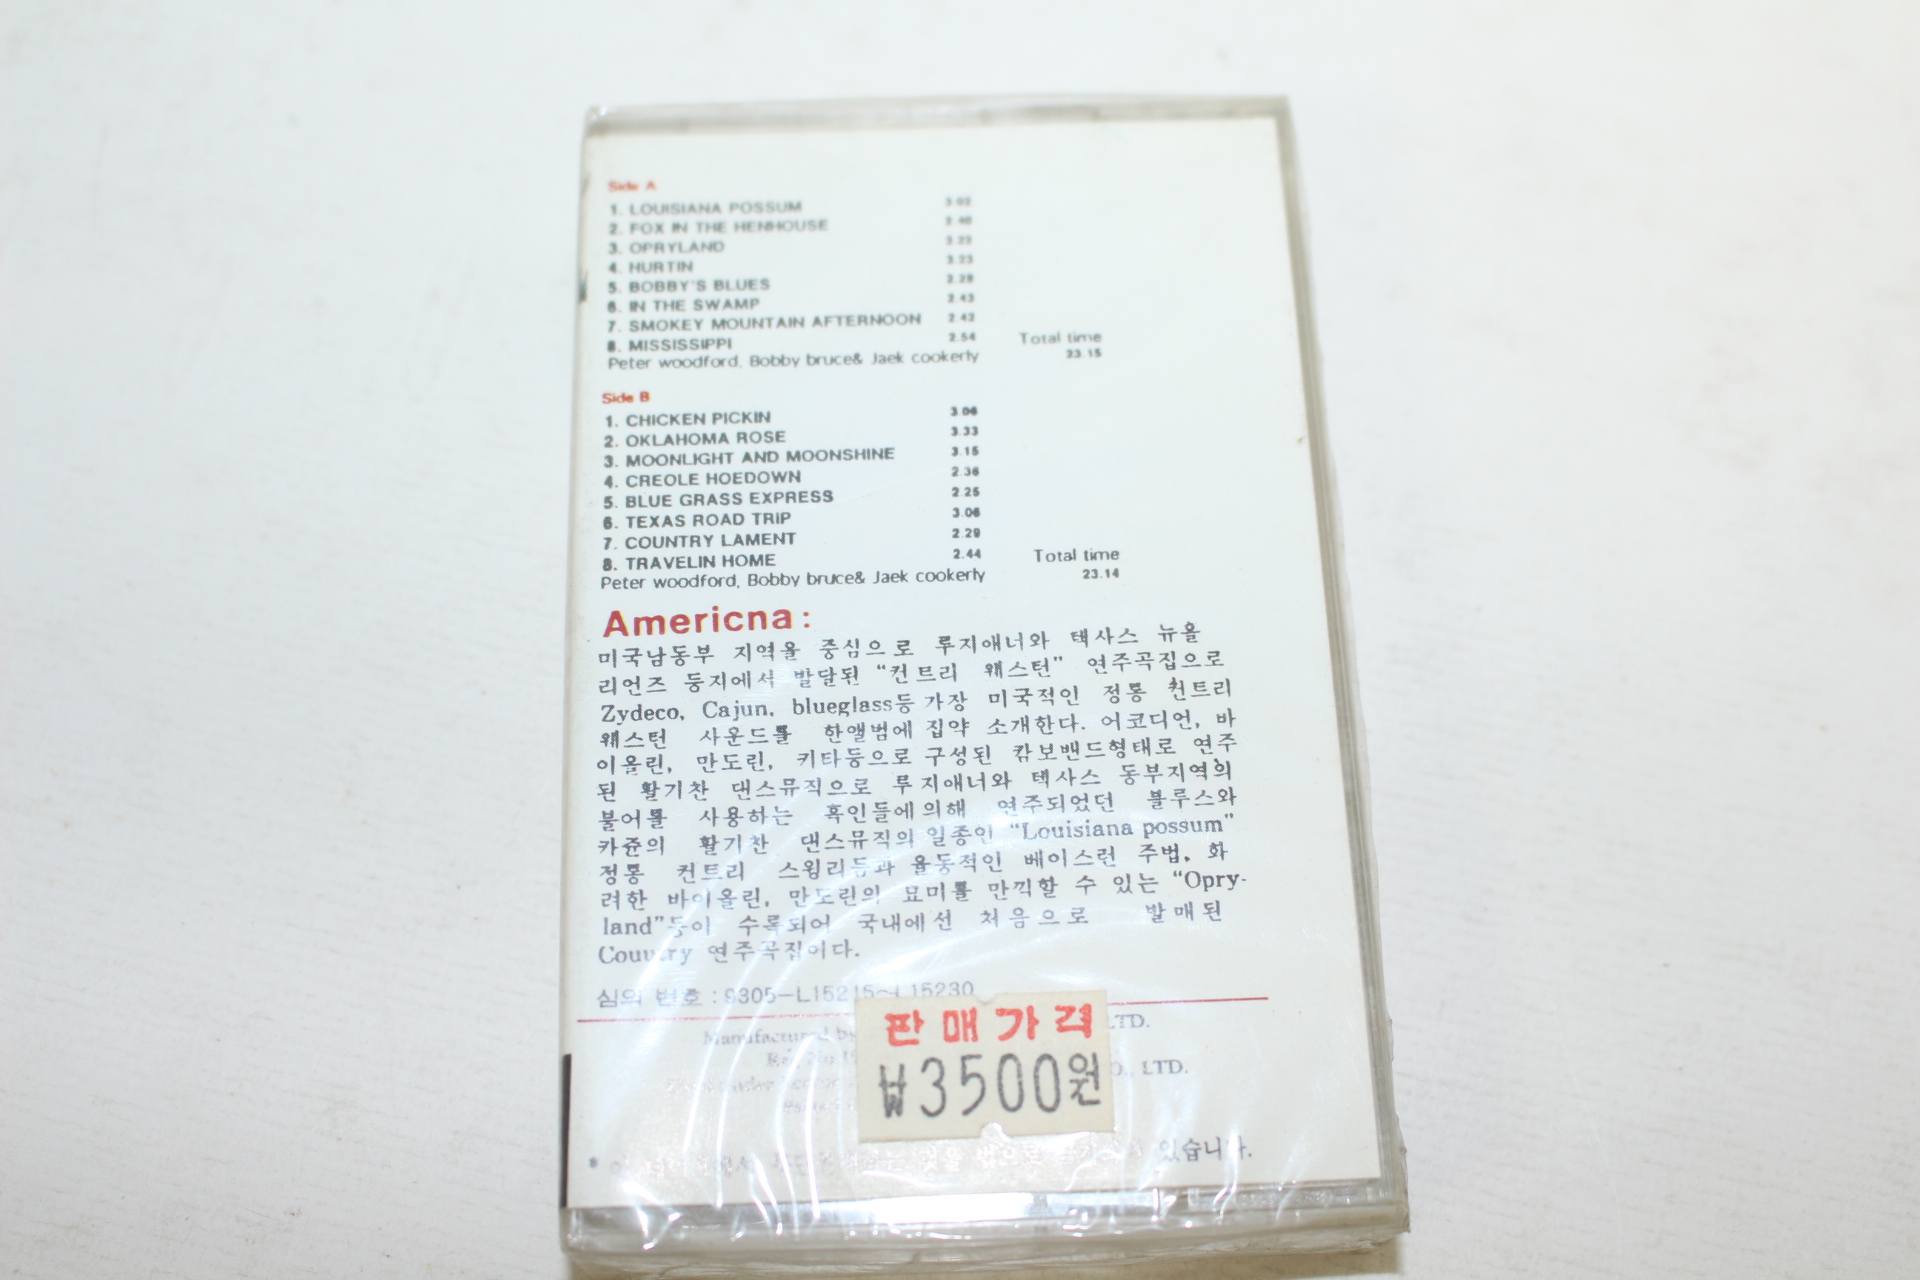 Side A
1. LOUISIANA POSSUM
2. FOX IN THE HENHOUSE
3. OPRYLAND 3.22
4. HURTIN 3.23
5. BOBBY'S BLUES 2.29
6. IN THE SWAMP 2.43
7. SMOKEY MOUNTAIN AFTERNOON 2.42
8. MISSISSIPPI 2.54 Total time
Peter woodford, Bobby bruce& Jaek cookerly 23.15
Side B
1. CHICKEN PICKIN
2. OKLAHOMA ROSE 3.33
3. MOONLIGHT AND MOONSHINE 3.15
4. CREOLE HOEDOWN 2.36
5. BLUE GRASS EXPRESS 2.25
6. TEXAS ROAD TRIP 3.06
7. COUNTRY LAMENT 2.29
8. TRAVELIN HOME 2.44 Total time
Peter woodford, Bobby bruce& Jaek cookerly 23.14
Americna :
미국남동부 지역을 중심으로 루지애너와 텍사스 뉴올
리언즈 등지에서 발달된 “컨트리 웨스턴” 연주곡집으로
Zydeco, Cajun, blueglass등 가장 미국적인 정통 컨트리
웨스턴 사운드를 한앨범에 집약 소개한다. 어코디언, 바
이올린, 만도린, 키타등으로 구성된 캄보밴드형태로 연주
된 활기찬 댄스뮤직으로 루지애너와 텍사스 동부지역의
불어를 사용하는 흑인들에의해 연주되었던 블루스와
카쥰의 활기찬 댄스뮤직의 일종인 “Louisiana possum”
정통 컨트리 스윙리듬과 율동적인 베이스런 주법, 화
려한 바이올린, 만도린의 묘미를 만끽할 수 있는 “Opry-
land”등이 수록되어 국내에선 처음으로 발매된
Couutry 연주곡집이다.
심의 번호 : 9305-L15215~L15230
Manufactured by LTD.
LTD.
판매가격
₩3500원
있습니다.